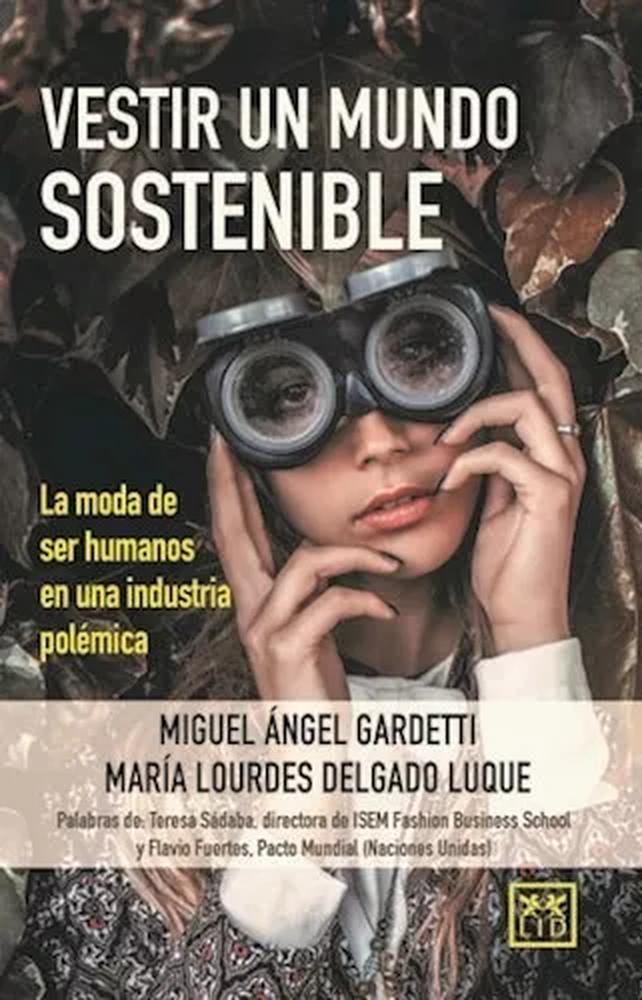 VESTIR UN MUNDO
SOSTENIBLE
La moda de
ser humanos
en una industria
polémica
MIGUEL ÁNGEL GARDETTI
MARÍA LOURDES DELGADO LUQUE
Palabras de: Teresa Sádaba, directora de ISEM Fashion Business School
y Flavio Fuertes, Pacto Mundial (Naciones Unidas)
LID